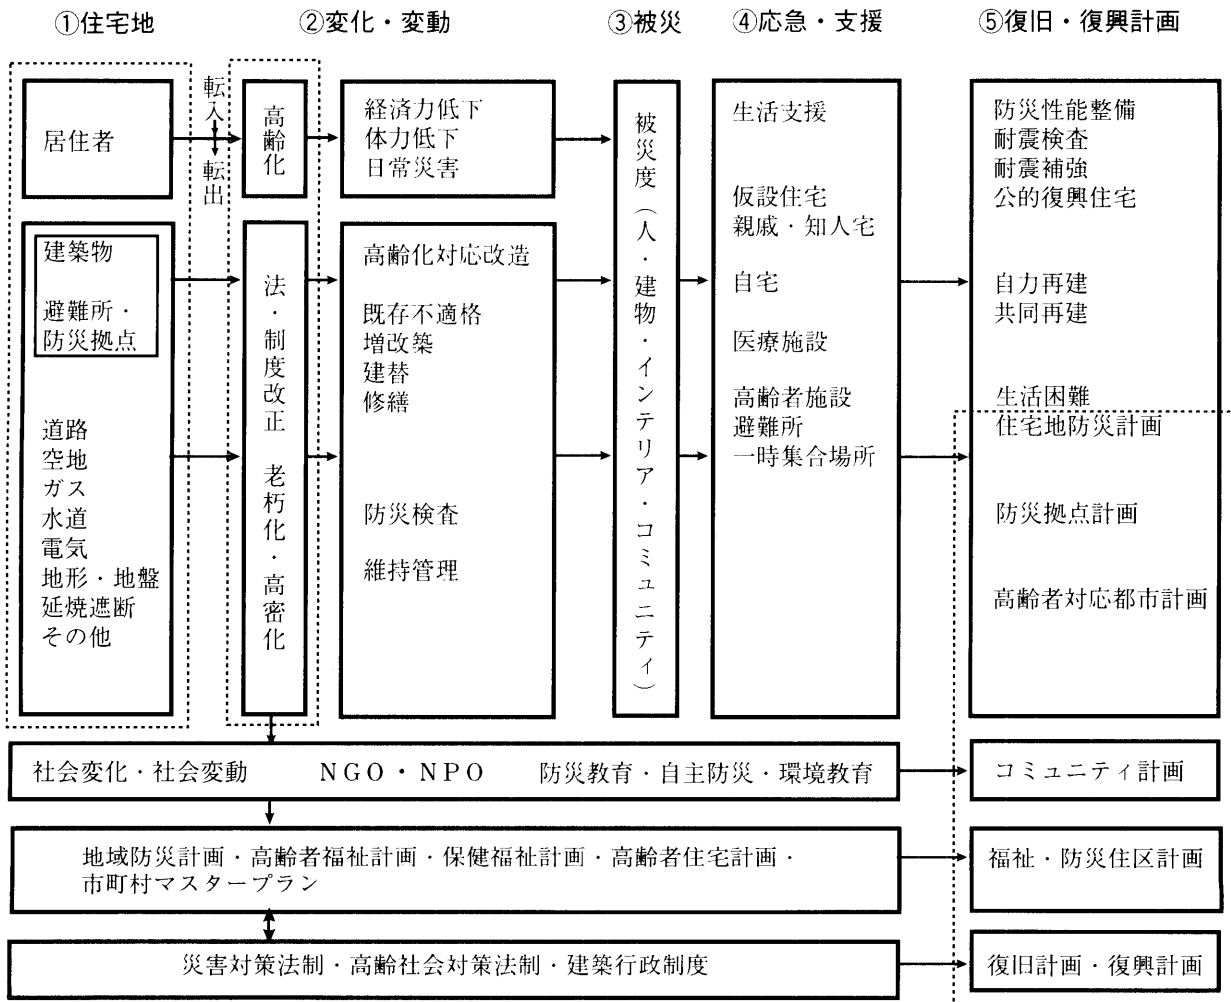 ①住宅地
②変化・変動
③被災
④応急・支援
⑤復旧・復興計画
居住者
転入
転出
高齢化
経済力低下
体力低下
日常災害
建築物
避難所・
防災拠点
道路
空地
ガス
水道
電気
地形・地盤
延焼遮断
その他
法・制度改正 老朽化・高密化
高齢化対応改造
既存不適格
増改築
建替
修繕
防災検査
維持管理
被災度（人・建物・インテリア・コミュニティ）
生活支援
仮設住宅
親戚・知人宅
自宅
医療施設
高齢者施設
避難所
一時集合場所
防災性能整備
耐震検査
耐震補強
公的復興住宅
自力再建
共同再建
生活困難
住宅地防災計画
防災拠点計画
高齢者対応都市計画
社会変化・社会変動 NGO・NPO 防災教育・自主防災・環境教育
コミュニティ計画
地域防災計画・高齢者福祉計画・保健福祉計画・高齢者住宅計画・
市町村マスタープラン
福祉・防災住区計画
災害対策法制・高齢社会対策法制・建築行政制度
復旧計画・復興計画